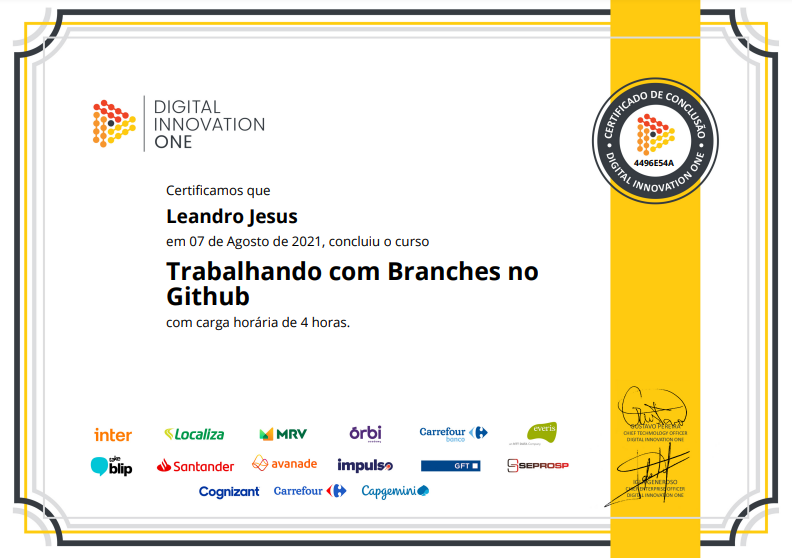 DIGITAL
INNOVATION
ONE
CERTIFICADO DE CONCLUSÃO
4496E54A
DIGITAL INNOVATION ONE
Certificamos que
Leandro Jesus
em 07 de Agosto de 2021, concluiu o curso
Trabalhando com Branches no
Github
com carga horária de 4 horas.
GUSTAVO PEREIRA
CHIEF TECHNOLOGY OFFICER
DIGITAL INNOVATION ONE
inter Localiza MRV órbi Carrefour banco everis
blip Santander avanade impulso GFT SEPROSP
GENEROSO
CHIEF ENTERPRISE OFFICER
DIGITAL INNOVATION ONE
Cognizant Carrefour Capgemini